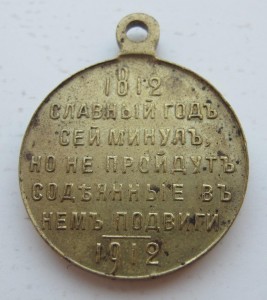 1812
СЛАВНЫЙ ГОДЪ
СЕЙ МИНУЛЪ,
НО НЕ ПРОЙДУТЪ
СОДѢЯННЫЕ ВЪ
НЕМЪ ПОДВИГИ
1912